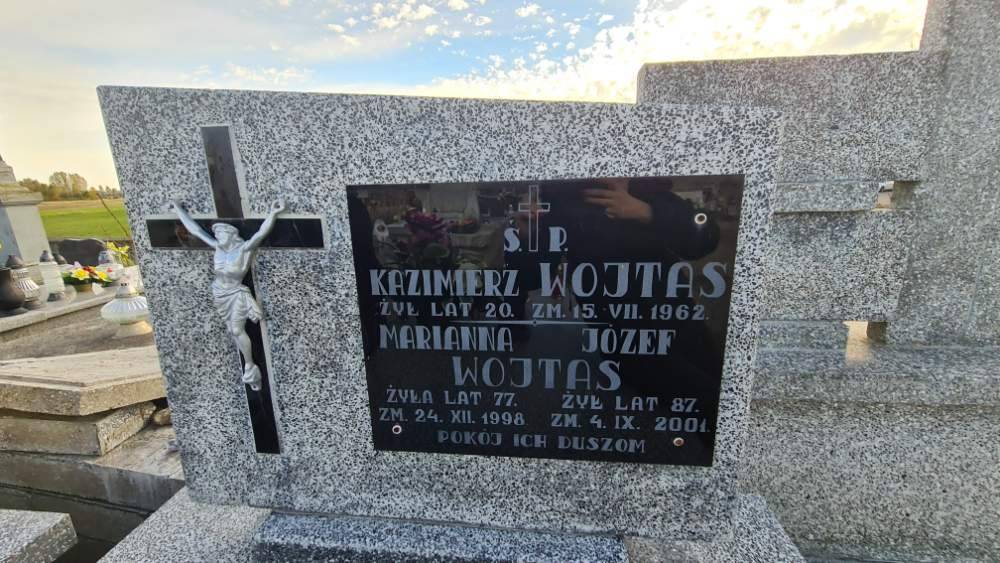 Ś. P.
KAZIMIERZ WOJTAS
ŻYŁ LAT 20. ZM. 15. VII. 1962.
MARIANNA JÓZEF
WOJTAS
ŻYŁA LAT 77. ŻYŁ LAT 87.
ZM. 24. XII. 1998 ZM. 4. IX. 2001.
POKÓJ ICH DUSZOM